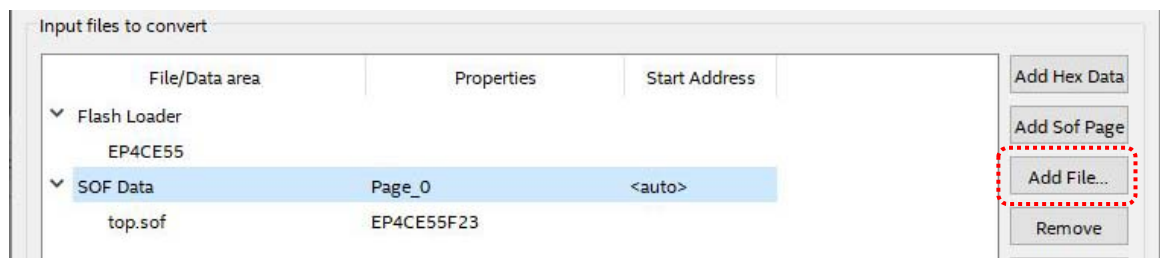 Input files to convert
File/Data area Properties Start Address
Add Hex Data
Flash Loader
Add Sof Page
EP4CE55
Add File...
SOF Data Page_0 <auto>
top.sof EP4CE55F23
Remove